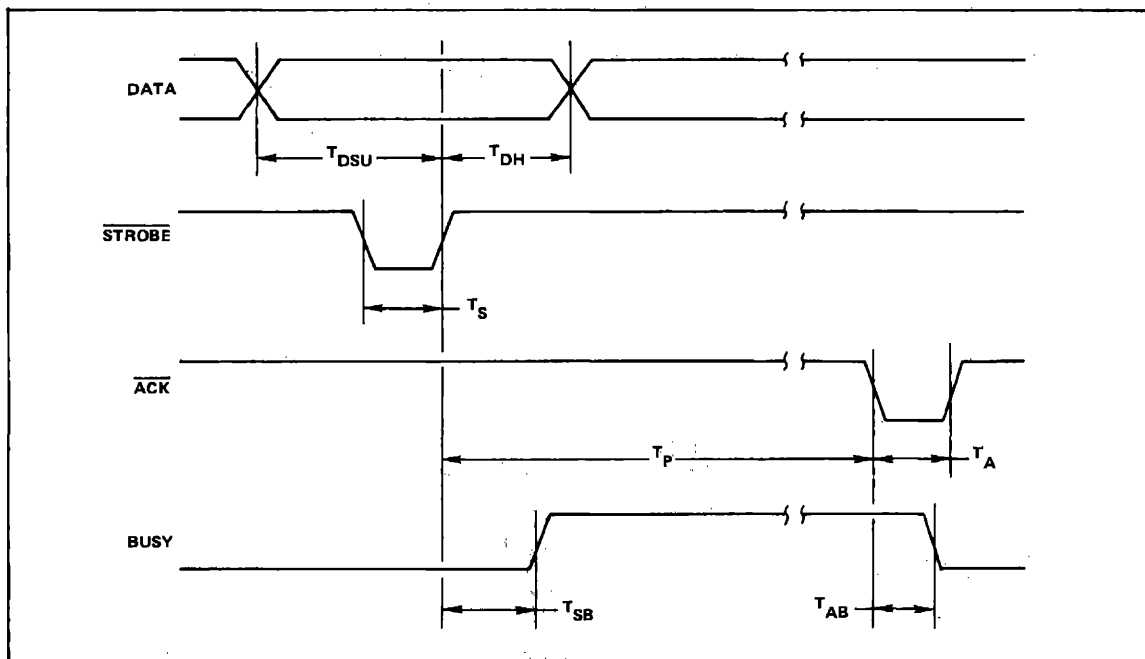 DATA
T_DSU T_DH
STROBE
T_S
ACK
T_P T_A
BUSY
T_SB T_AB